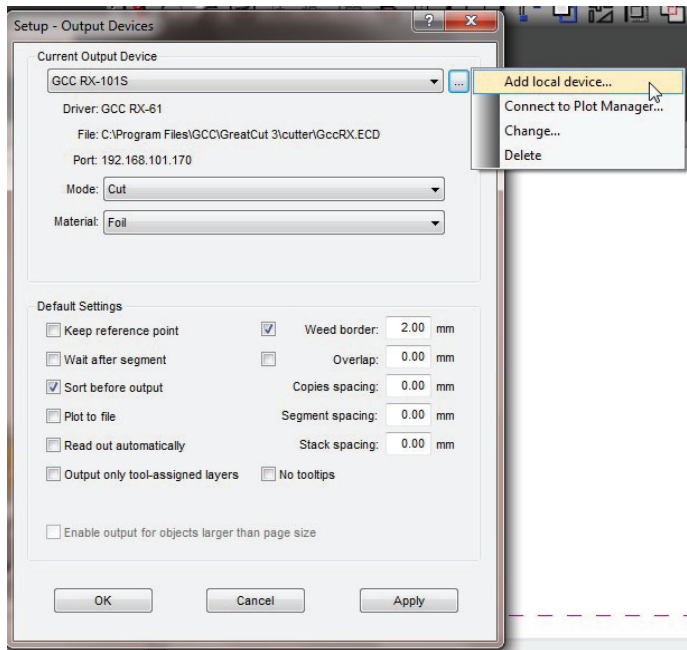 Setup - Output Devices
?
X
Current Output Device
GCC RX-101S
...
Add local device...
Connect to Plot Manager...
Change...
Delete
Driver: GCC RX-61
File: C:\Program Files\GCC\GreatCut 3\cutter\GccRX.ECD
Port: 192.168.101.170
Mode: Cut
Material: Foil
Default Settings
Keep reference point
Weed border: 2.00 mm
Wait after segment
Overlap: 0.00 mm
Sort before output
Copies spacing: 0.00 mm
Plot to file
Segment spacing: 0.00 mm
Read out automatically
Stack spacing: 0.00 mm
Output only tool-assigned layers
No tooltips
Enable output for objects larger than page size
OK
Cancel
Apply